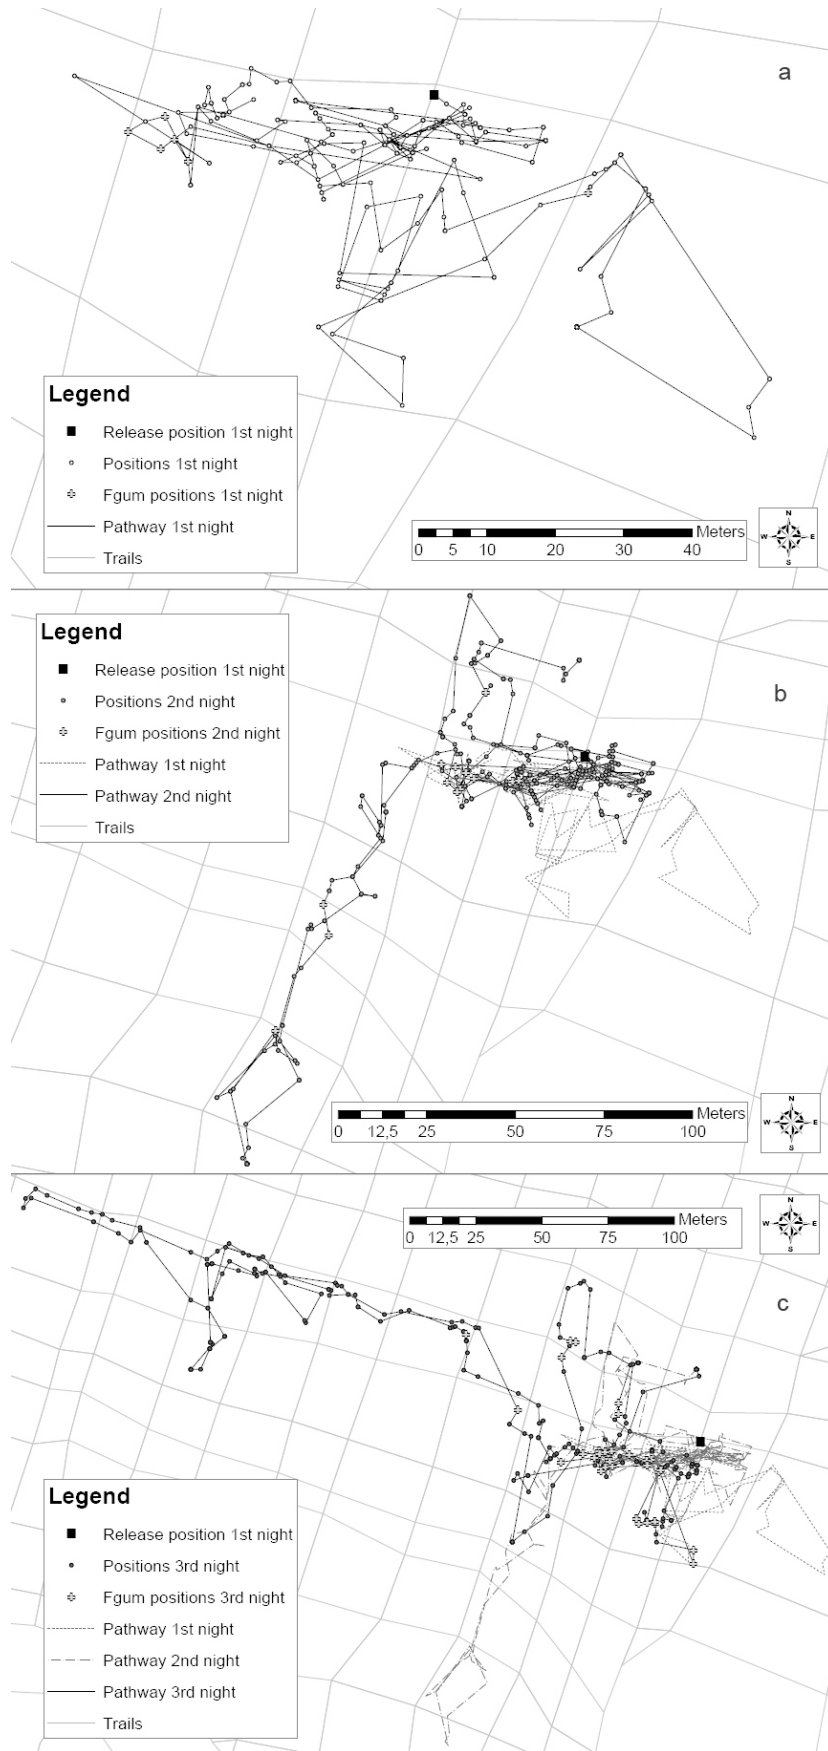 a
Legend
Release position 1st night
Positions 1st night
Fgum positions 1st night
Pathway 1st night
Trails
Meters
0 5 10 20 30 40
N
W E
S
Legend
Release position 1st night
Positions 2nd night
Fgum positions 2nd night
Pathway 1st night
Pathway 2nd night
Trails
b
Meters
0 12,5 25 50 75 100
N
W E
S
Meters
0 12,5 25 50 75 100
N
W E
S
c
Legend
Release position 1st night
Positions 3rd night
Fgum positions 3rd night
Pathway 1st night
Pathway 2nd night
Pathway 3rd night
Trails